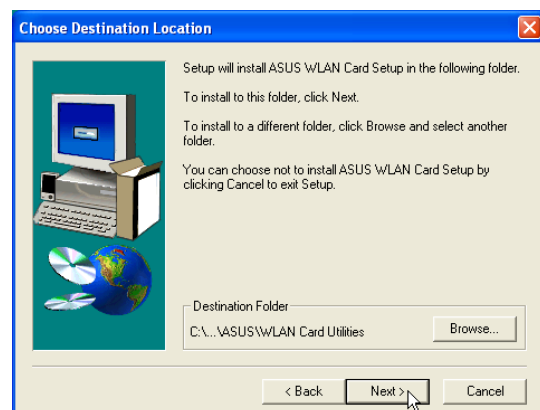 Choose Destination Location
Setup will install ASUS WLAN Card Setup in the following folder.
To install to this folder, click Next.
To install to a different folder, click Browse and select another
folder.
You can choose not to install ASUS WLAN Card Setup by
clicking Cancel to exit Setup.
Destination Folder
C:\...\ASUS\WLAN Card Utilities
Browse...
< Back
Next >
Cancel